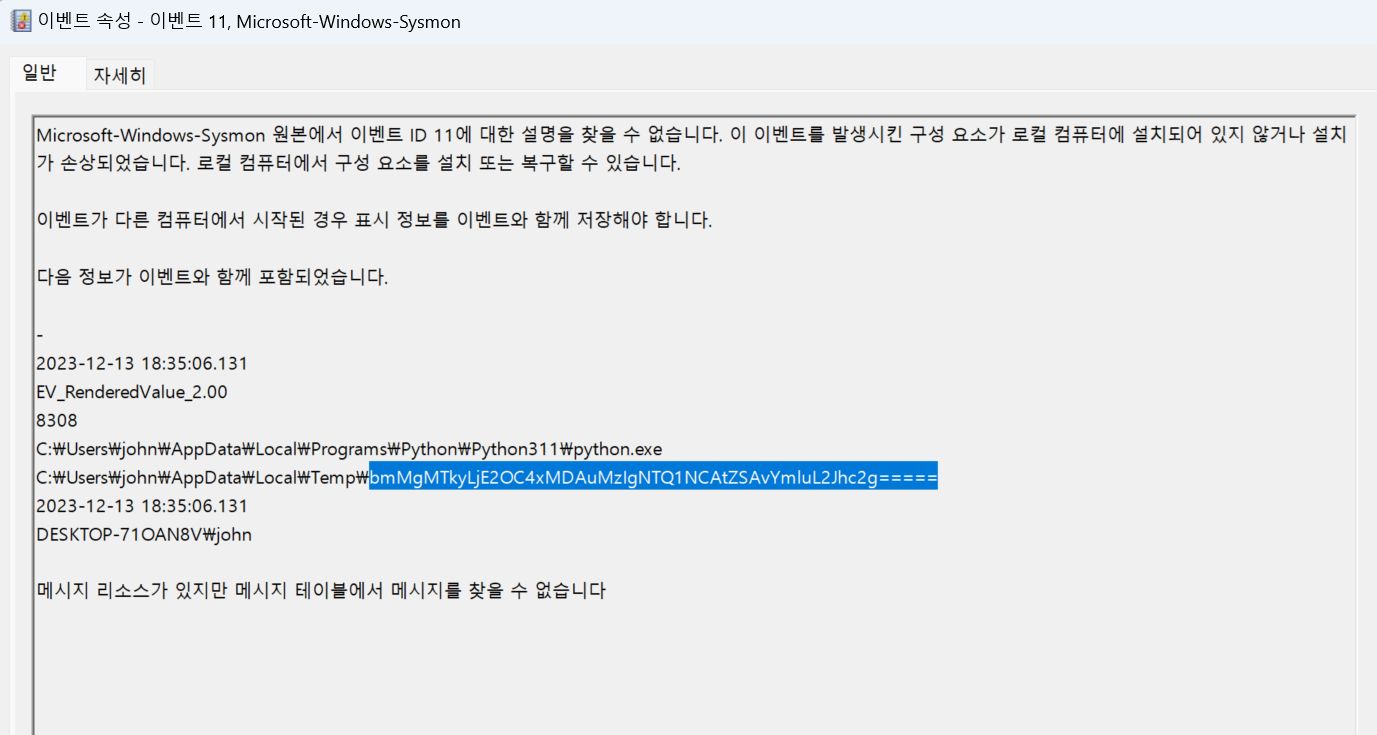 이벤트 속성 - 이벤트 11, Microsoft-Windows-Sysmon
일반
자세히
Microsoft-Windows-Sysmon 원본에서 이벤트 ID 11에 대한 설명을 찾을 수 없습니다. 이 이벤트를 발생시킨 구성 요소가 로컬 컴퓨터에 설치되어 있지 않거나 설치
가 손상되었습니다. 로컬 컴퓨터에서 구성 요소를 설치 또는 복구할 수 있습니다.
이벤트가 다른 컴퓨터에서 시작된 경우 표시 정보를 이벤트와 함께 저장해야 합니다.
다음 정보가 이벤트와 함께 포함되었습니다.
-
2023-12-13 18:35:06.131
EV_RenderedValue_2.00
8308
C:₩Users₩john₩AppData₩Local₩Programs₩Python₩Python311₩python.exe
C:₩Users₩john₩AppData₩Local₩Temp₩bmMgMTkyLjE2OC4xMDAuMzIgNTQ1NCAtZSAvYmluL2Jhc2g=====
2023-12-13 18:35:06.131
DESKTOP-71OAN8V₩john
메시지 리소스가 있지만 메시지 테이블에서 메시지를 찾을 수 없습니다